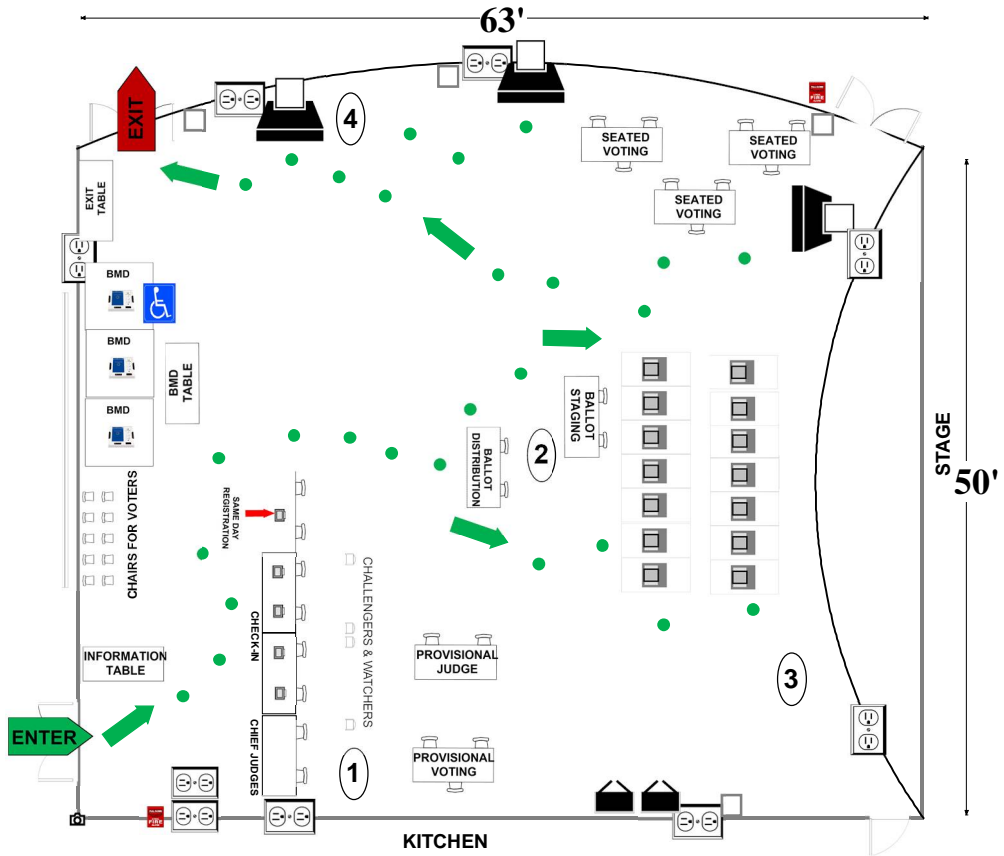 63'
EXIT
4
SEATED
VOTING
SEATED
VOTING
SEATED
VOTING
EXIT
TABLE
BMD
BMD
BMD
BMD
TABLE
BALLOT
STAGING
BALLOT
DISTRIBUTION
2
STAGE
50'
SAME DAY
REGISTRATION
CHAIRS FOR VOTERS
CHECK-IN
CHALLENGERS & WATCHERS
INFORMATION
TABLE
PROVISIONAL
JUDGE
3
ENTER
CHIEF JUDGES
1
PROVISIONAL
VOTING
KITCHEN
FIRE
FIRE